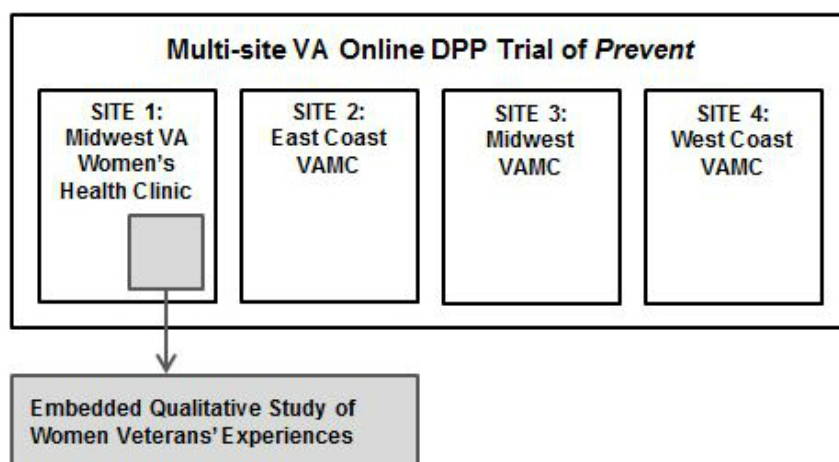 Multi-site VA Online DPP Trial of Prevent
SITE 1:
Midwest VA
Women's
Health Clinic
SITE 2:
East Coast
VAMC
SITE 3:
Midwest
VAMC
SITE 4:
West Coast
VAMC
Embedded Qualitative Study of
Women Veterans' Experiences